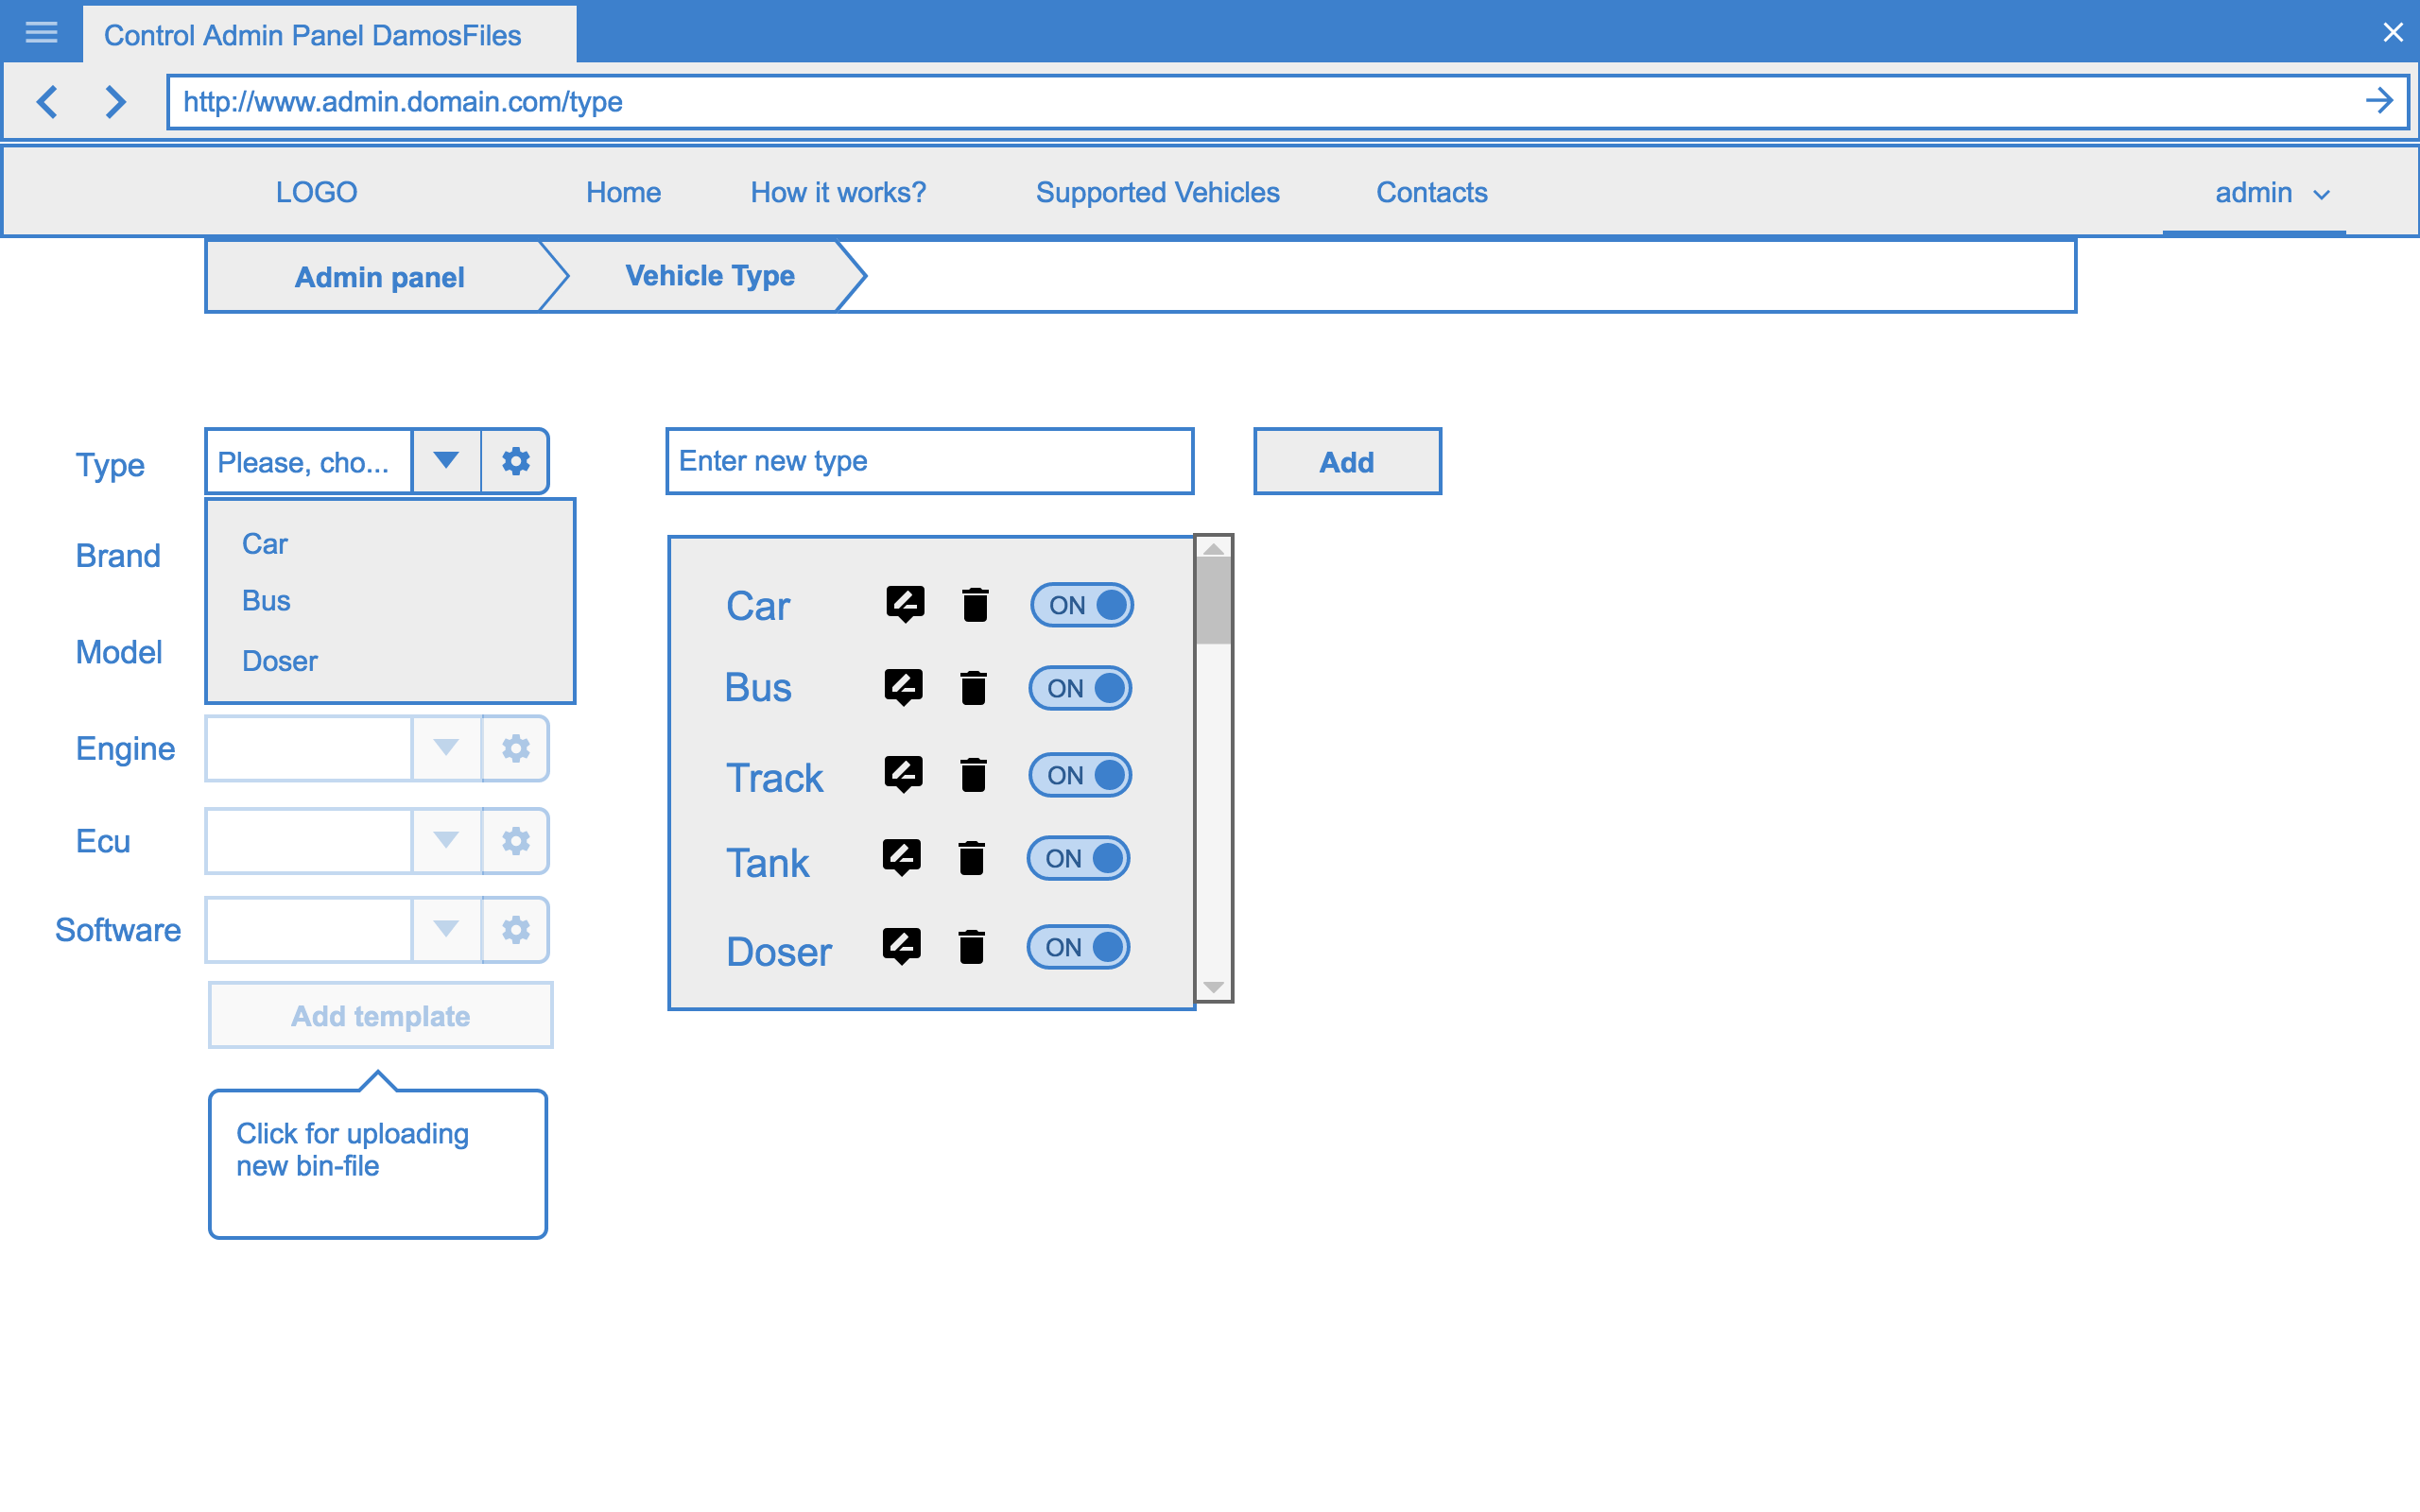 Control Admin Panel DamosFiles
http://www.admin.domain.com/type
LOGO Home How it works? Supported Vehicles Contacts admin
Admin panel Vehicle Type
Type Please, cho... Enter new type Add
Car
Brand
Bus
Model
Doser
Engine
Ecu
Software
Add template
Click for uploading
new bin-file
Car ON
Bus ON
Track ON
Tank ON
Doser ON